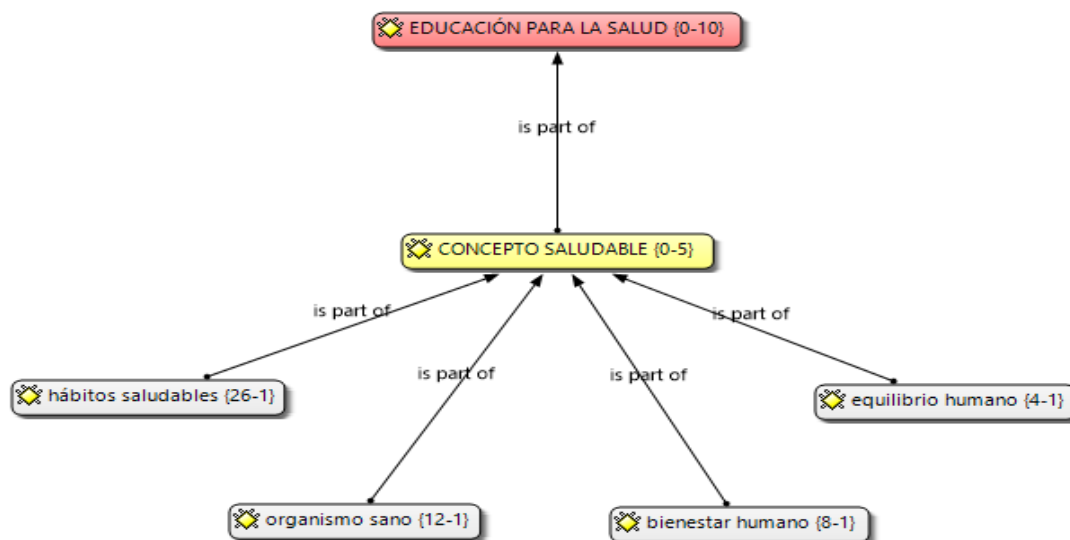 EDUCACIÓN PARA LA SALUD {0-10}
is part of
CONCEPTO SALUDABLE {0-5}
is part of
is part of
is part of
is part of
hábitos saludables {26-1}
equilibrio humano {4-1}
organismo sano {12-1}
bienestar humano {8-1}